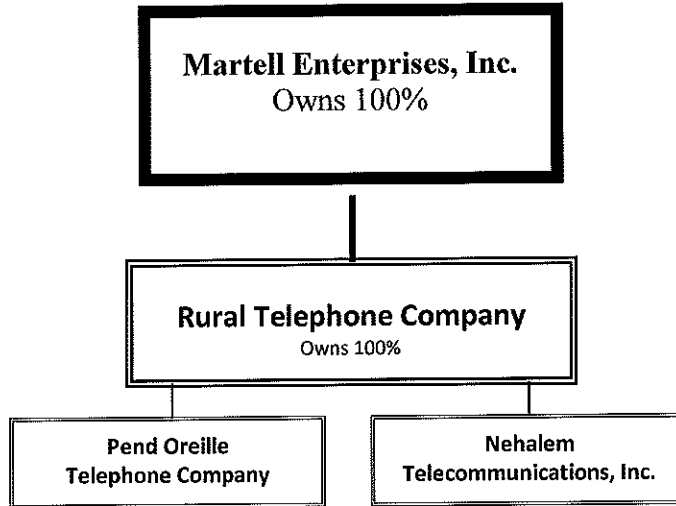 Martell Enterprises, Inc.
Owns 100%
Rural Telephone Company
Owns 100%
Pend Oreille
Telephone Company
Nehalem
Telecommunications, Inc.